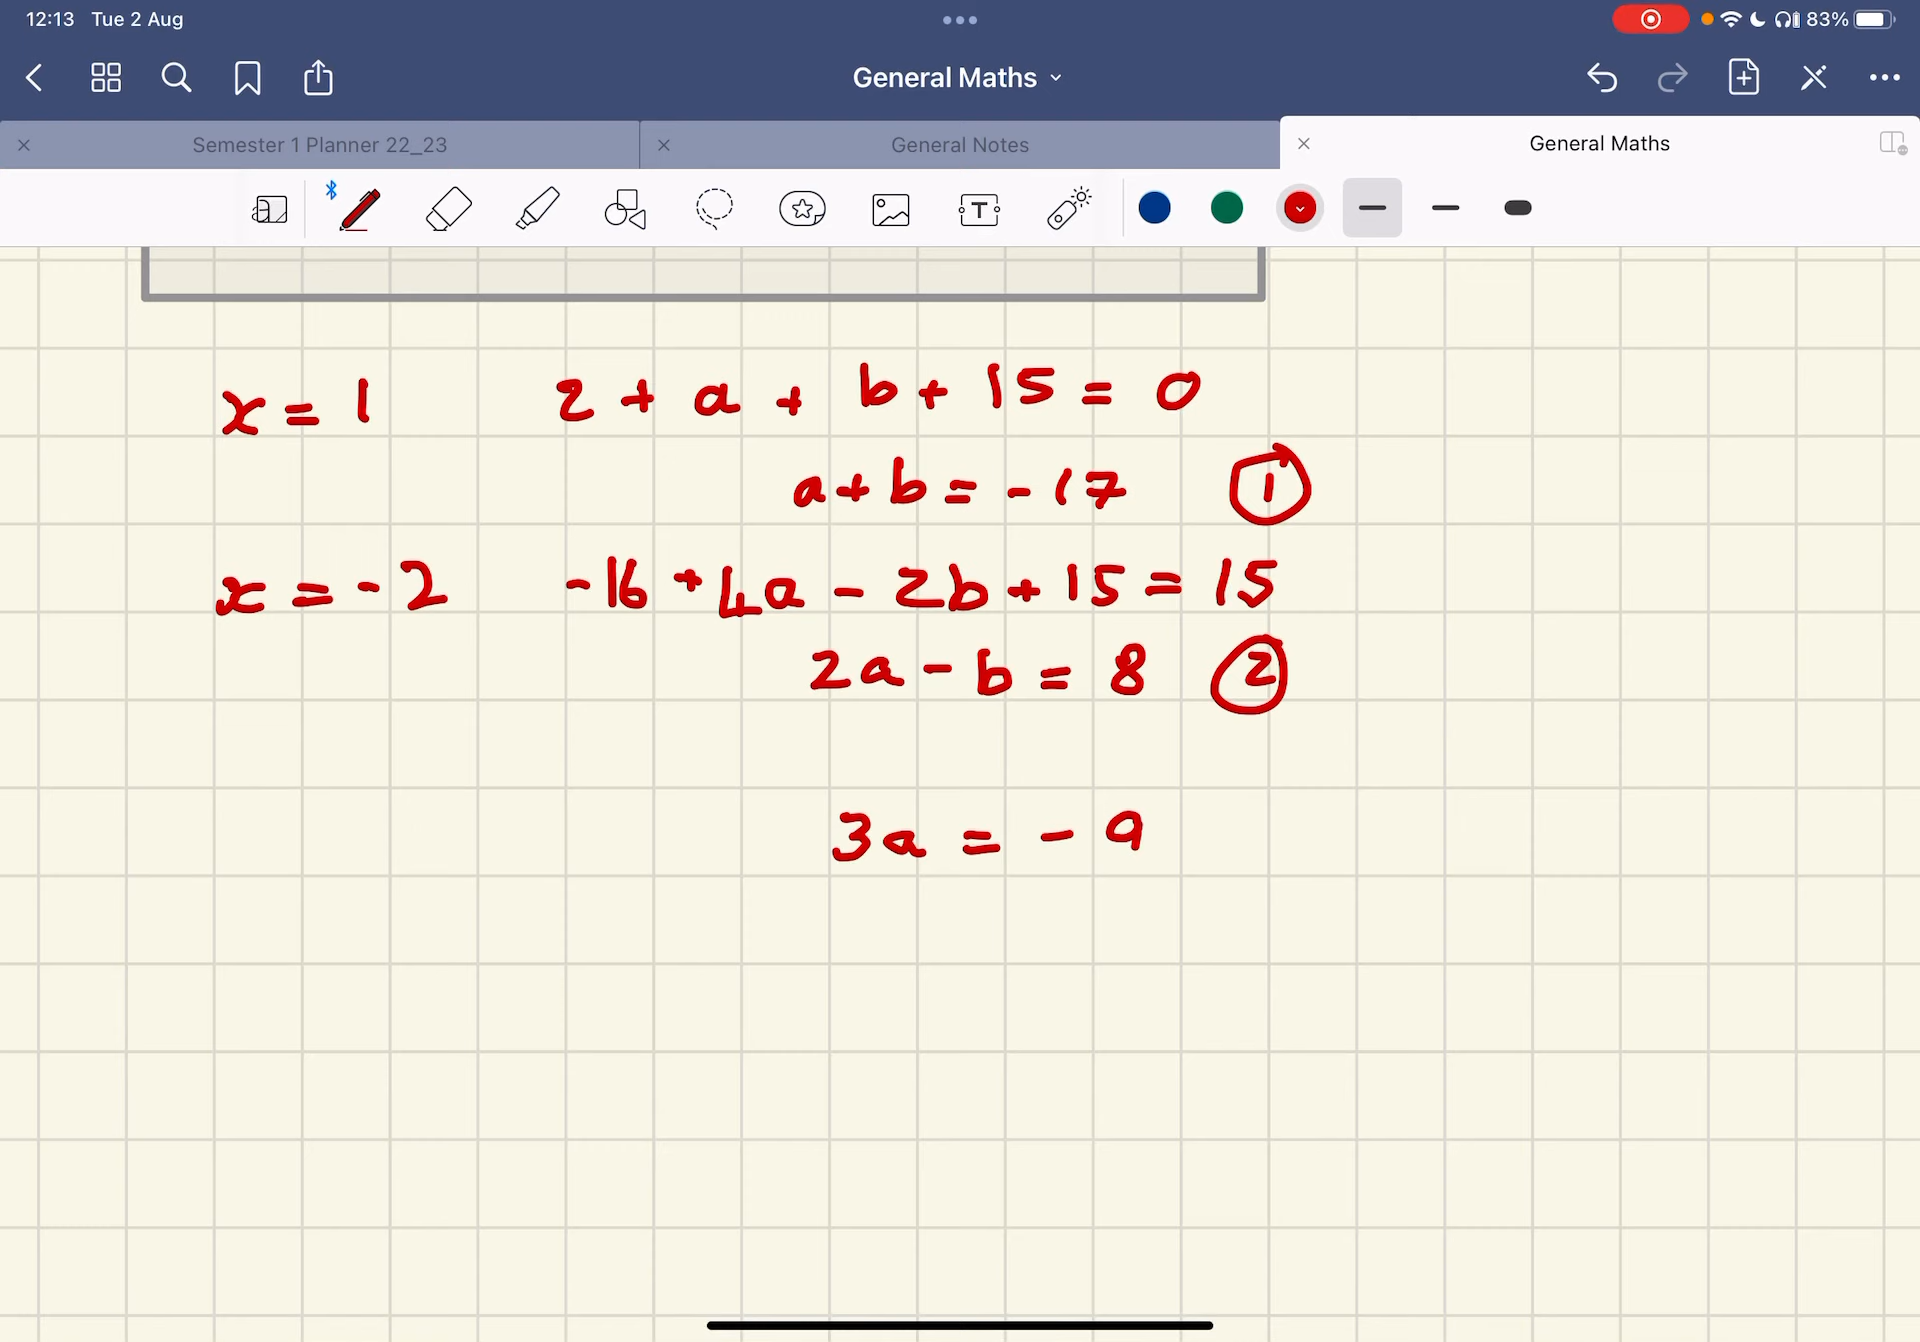 12:13 Tue 2 Aug
83%
General Maths
Semester 1 Planner 22_23
General Notes
General Maths
T
x = 1 2 + a + b + 15 = 0
a + b = - 17 1
x = - 2 -16 + 4a - 2b + 15 = 15
2a - b = 8 2
3a = - 9